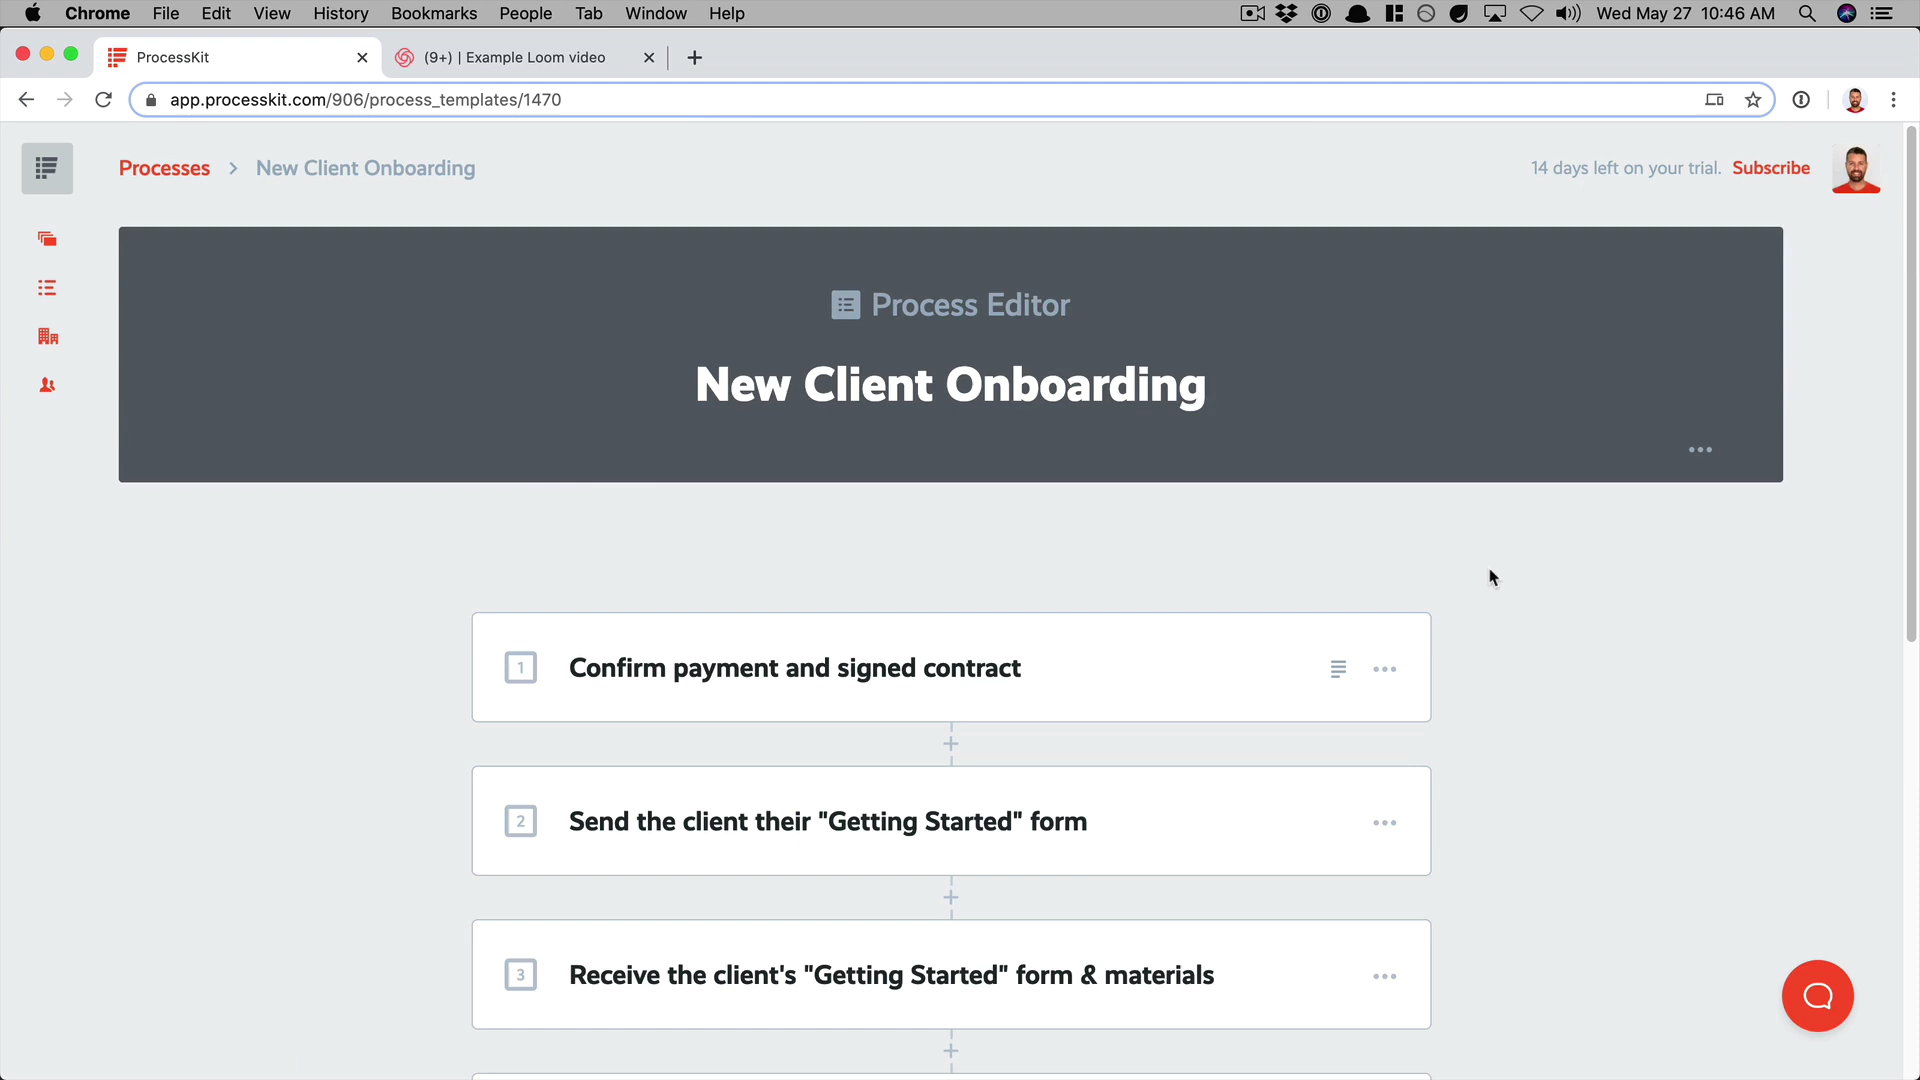 Chrome File Edit View History Bookmarks People Tab Window Help Wed May 27 10:46 AM
ProcessKit (9+) | Example Loom video
app.processkit.com/906/process_templates/1470
Processes > New Client Onboarding 14 days left on your trial. Subscribe
Process Editor
New Client Onboarding
1 Confirm payment and signed contract
2 Send the client their "Getting Started" form
3 Receive the client's "Getting Started" form & materials